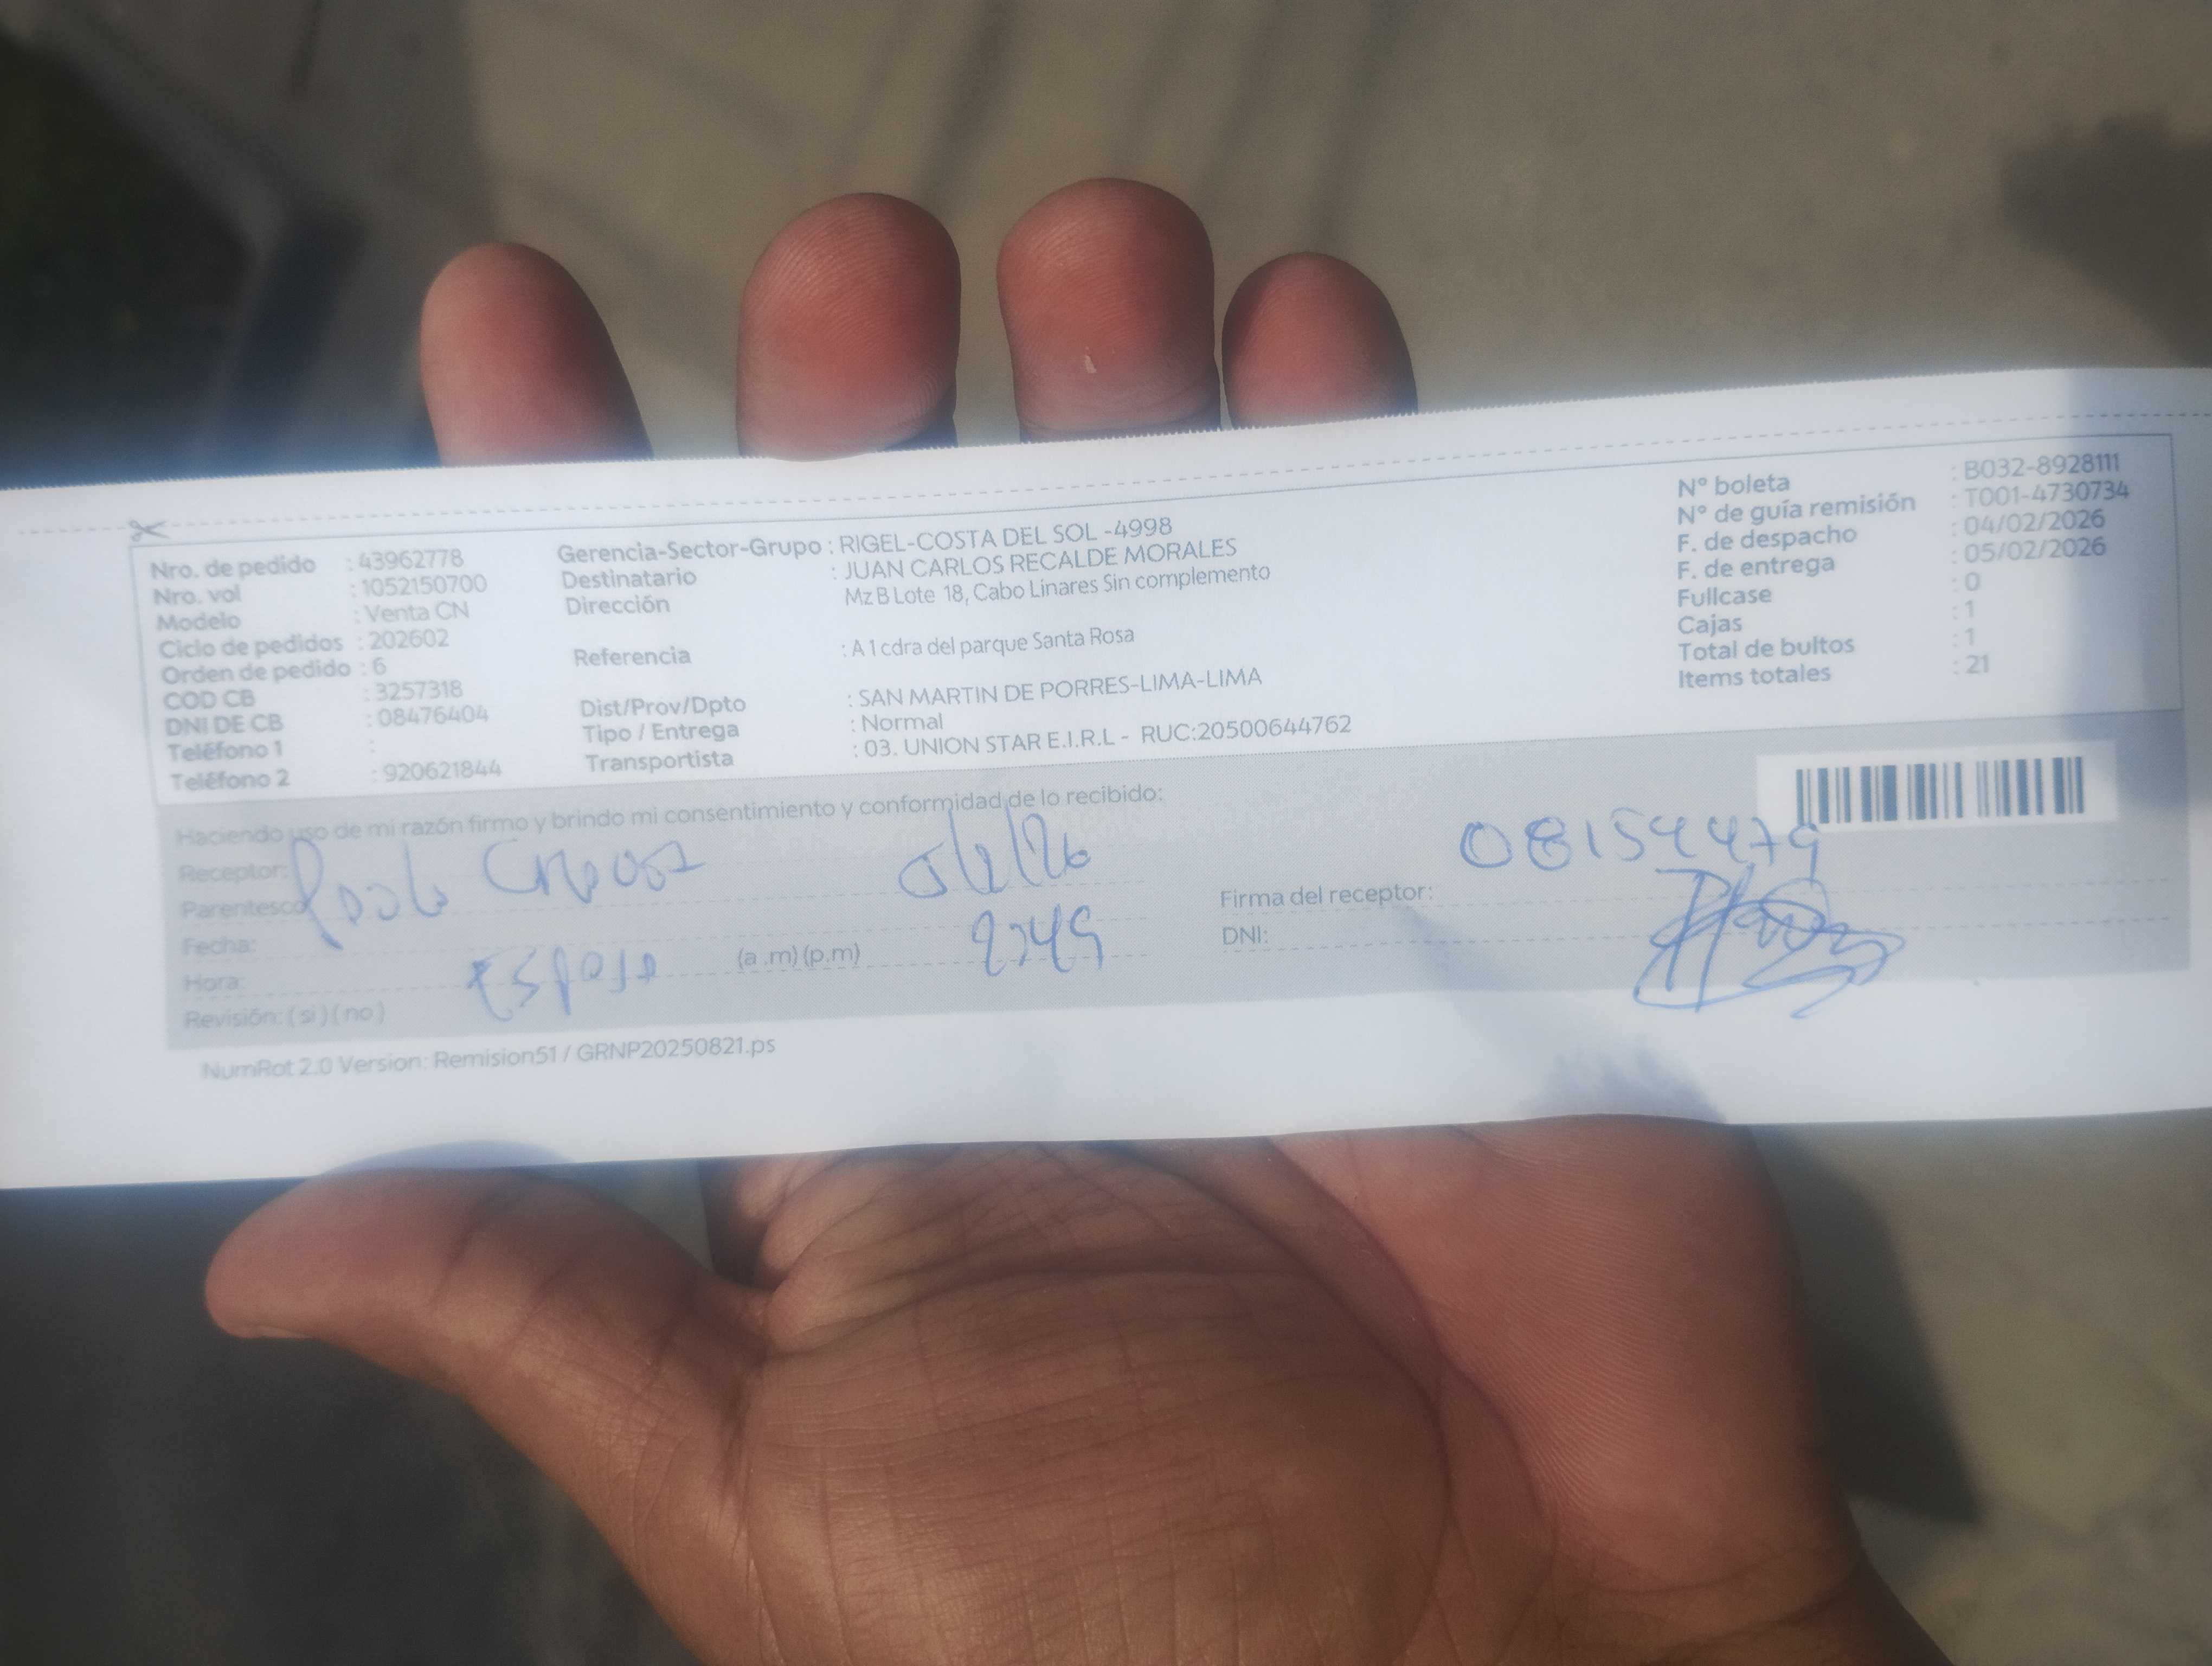 Nro. de pedido : 43962778
Nro. vol : 1052150700
Modelo : Venta CN
Ciclo de pedidos : 202602
Orden de pedido : 6
COD CB : 3257318
DNI DE CB : 08476404
Teléfono 1 :
Teléfono 2 : 920621844
Gerencia-Sector-Grupo : RIGEL-COSTA DEL SOL -4998
Destinatario : JUAN CARLOS RECALDE MORALES
Dirección Mz B Lote 18, Cabo Linares Sin complemento
Referencia : A 1 cdra del parque Santa Rosa
Dist/Prov/Dpto : SAN MARTIN DE PORRES-LIMA-LIMA
Tipo / Entrega : Normal
Transportista : 03. UNION STAR E.I.R.L - RUC:20500644762
N° boleta : B032-8928111
N° de guía remisión : T001-4730734
F. de despacho : 04/02/2026
F. de entrega : 05/02/2026
Fullcase : 0
Cajas : 1
Total de bultos : 1
Items totales : 21
Haciendo uso de mi razón firmo y brindo mi consentimiento y conformidad de lo recibido:
Receptor:
Parentesco
Fecha:
Hora: Esposo (a .m) (p.m)
Revisión: ( si ) ( no )
08154479
Firma del receptor:
DNI:
NumRot 2.0 Version: Remision51 / GRNP20250821.ps